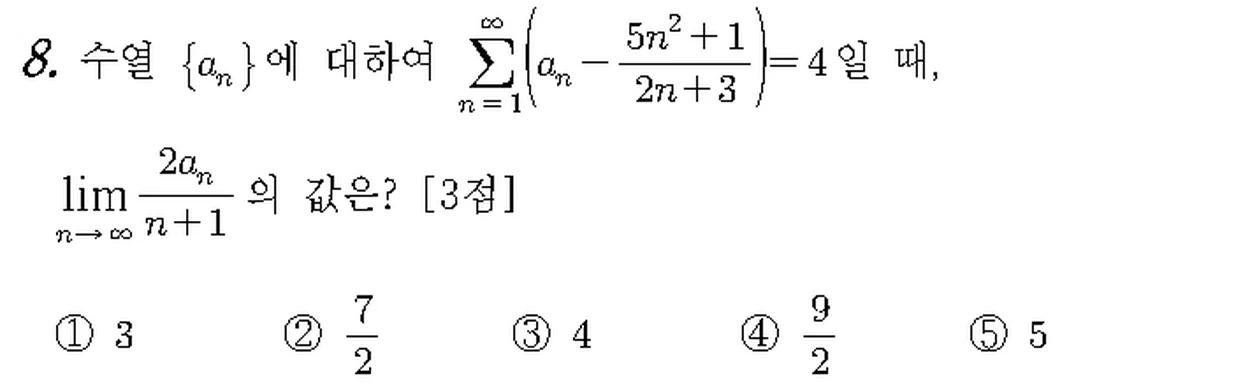 8. 수열 {aₙ}에 대하여 ∑_{n=1}^{∞}(aₙ − (5n²+1)/(2n+3)) = 4일 때,
lim_{n→∞} 2aₙ/(n+1) 의 값은? [3점]
① 3 ② 7/2 ③ 4 ④ 9/2 ⑤ 5